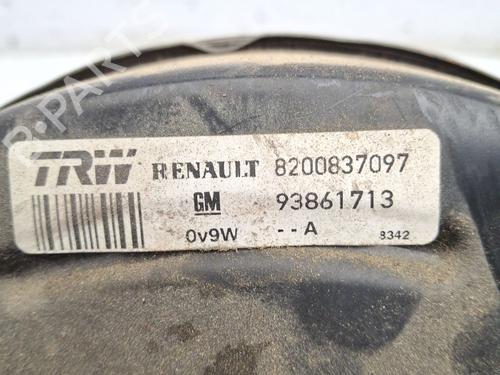 B-PARTS
TRW RENAULT 8200837097
GM 93861713
0v9W --A 8342